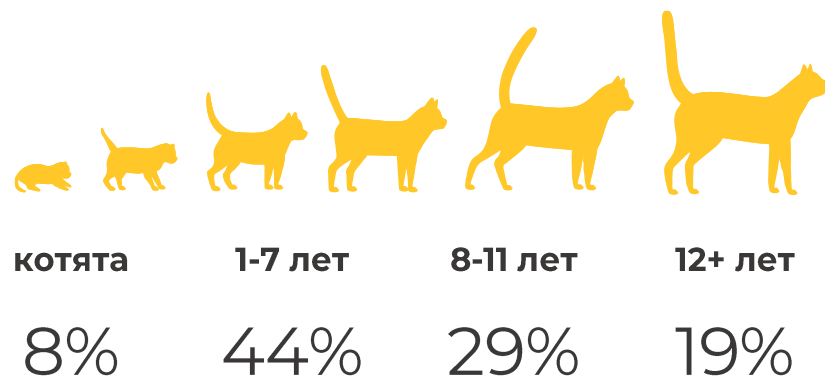 котята 1-7 лет 8-11 лет 12+ лет
8% 44% 29% 19%